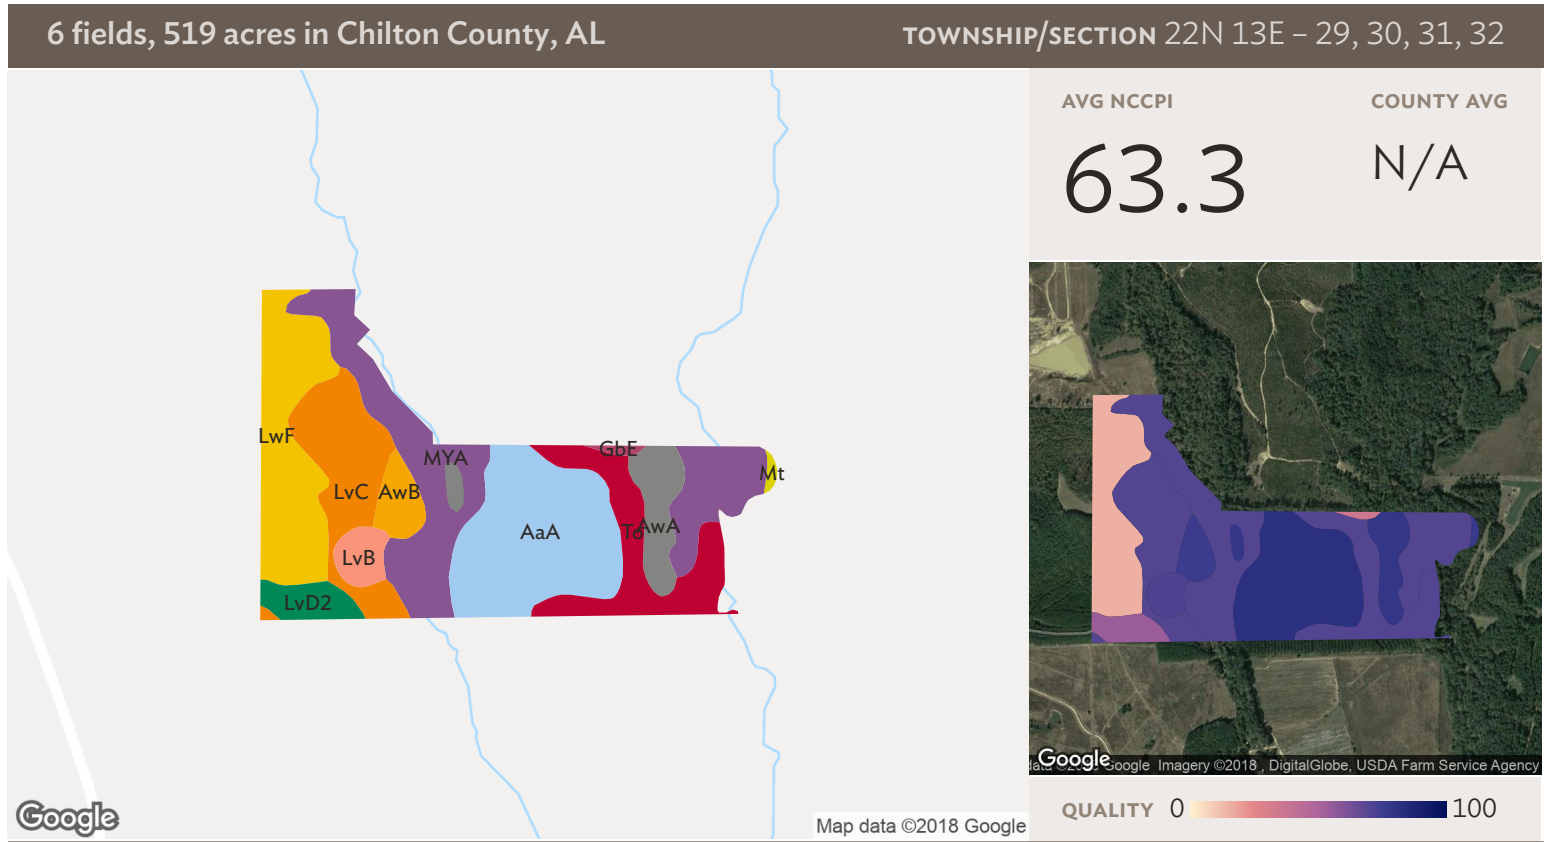 6 fields, 519 acres in Chilton County, AL
TOWNSHIP/SECTION 22N 13E – 29, 30, 31, 32
AVG NCCPI
COUNTY AVG
63.3
N/A
LwF
GbE
MYA
Mt
LvC
AwB
AaA
To
AwA
LvB
LvD2
Google
Map data ©2018 Google
Google
Google Imagery ©2018 , DigitalGlobe, USDA Farm Service Agency
QUALITY 0
100